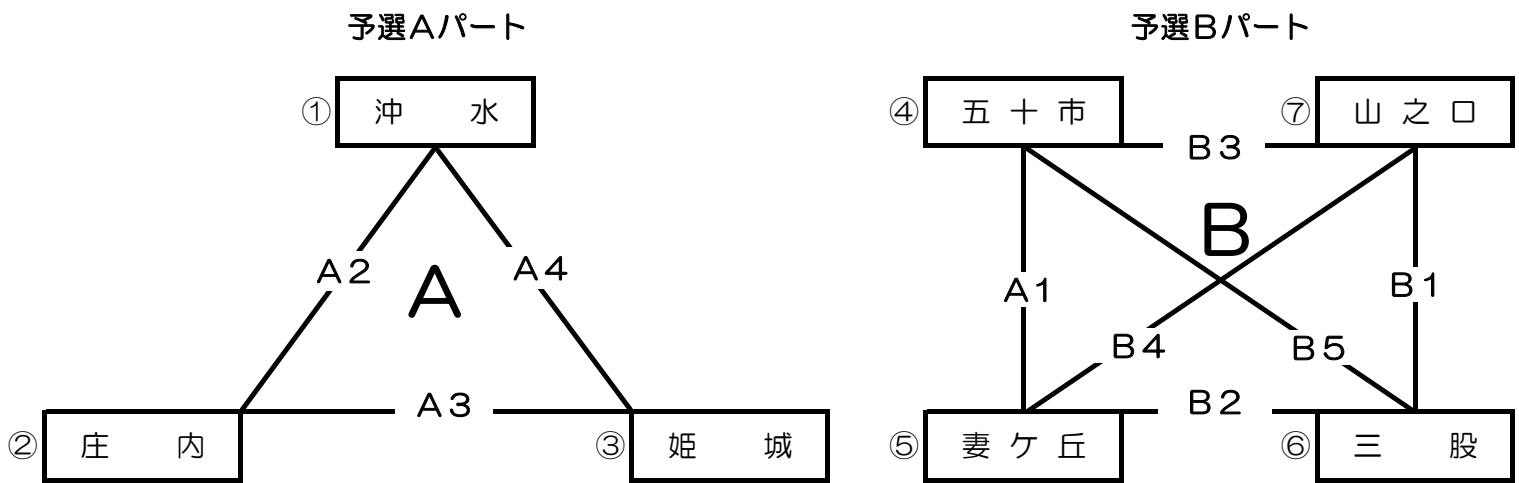 予選Aパート
① 沖 水
A2
A
A4
② 庄 内
A3
③ 姫 城
予選Bパート
④ 五 十 市
B3
⑦ 山 之 口
B
A1
B1
B4
B5
⑤ 妻 ケ 丘
B2
⑥ 三 股